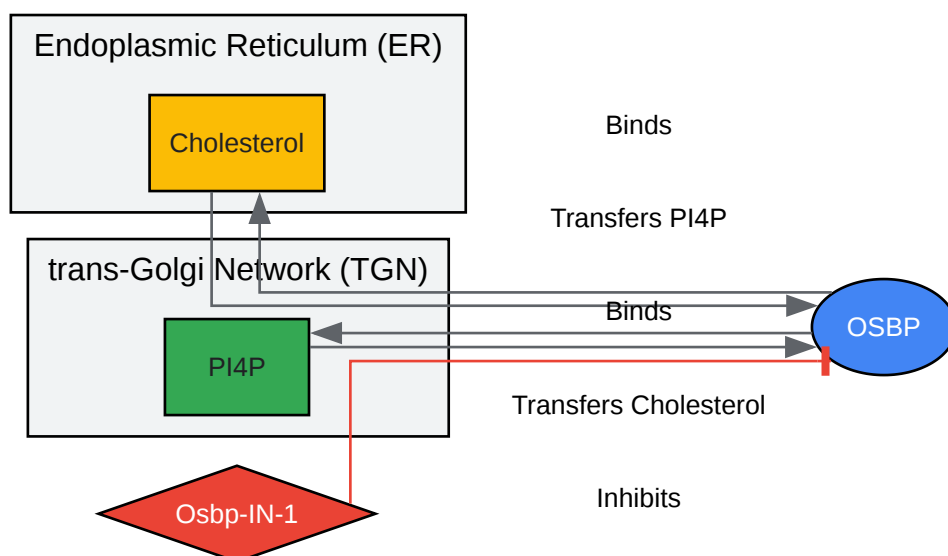 Endoplasmic Reticulum (ER)
Cholesterol
Binds
Transfers PI4P
trans-Golgi Network (TGN)
Binds
OSBP
PI4P
Transfers Cholesterol
Inhibits
Osbp-IN-1